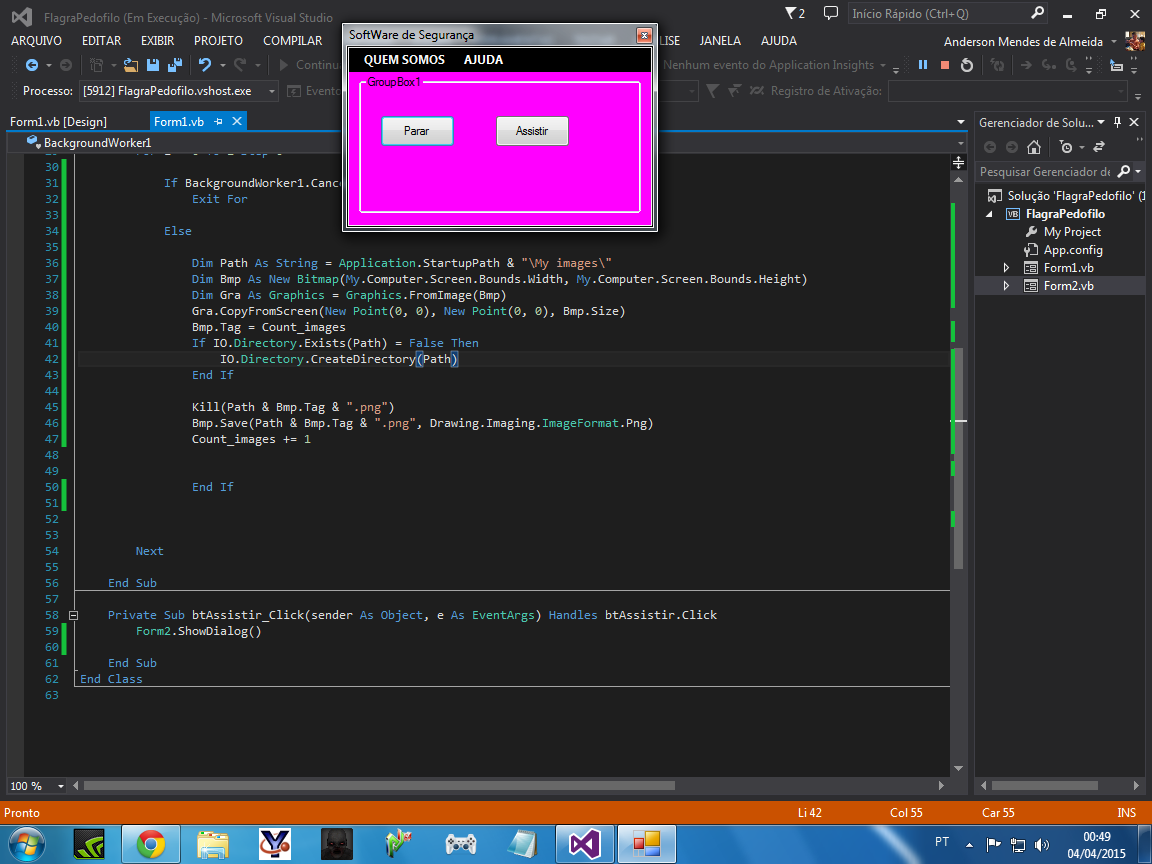 FlagraPedofilo (Em Execução) - Microsoft Visual Studio
2
Início Rápido (Ctrl+Q)
ARQUIVO EDITAR EXIBIR PROJETO COMPILAR
JANELA AJUDA
Anderson Mendes de Almeida
Nenhum evento do Application Insights
Processo: [5912] FlagraPedofilo.vshost.exe
Registro de Ativação:
SoftWare de Segurança
QUEM SOMOS AJUDA
GroupBox1
Parar Assistir
Form1.vb [Design] Form1.vb
BackgroundWorker1
30
31 If BackgroundWorker1.Canc
32 Exit For
33
34 Else
35
36 Dim Path As String = Application.StartupPath & "\My images\"
37 Dim Bmp As New Bitmap(My.Computer.Screen.Bounds.Width, My.Computer.Screen.Bounds.Height)
38 Dim Gra As Graphics = Graphics.FromImage(Bmp)
39 Gra.CopyFromScreen(New Point(0, 0), New Point(0, 0), Bmp.Size)
40 Bmp.Tag = Count_images
41 If IO.Directory.Exists(Path) = False Then
42 IO.Directory.CreateDirectory(Path)
43 End If
44
45 Kill(Path & Bmp.Tag & ".png")
46 Bmp.Save(Path & Bmp.Tag & ".png", Drawing.Imaging.ImageFormat.Png)
47 Count_images += 1
48
49
50 End If
51
52
53
54 Next
55
56 End Sub
57
58 Private Sub btAssistir_Click(sender As Object, e As EventArgs) Handles btAssistir.Click
59 Form2.ShowDialog()
60
61 End Sub
62 End Class
63
100 %
Gerenciador de Solu...
Pesquisar Gerenciador de
Solução 'FlagraPedofilo' (1
FlagraPedofilo
My Project
App.config
Form1.vb
Form2.vb
Pronto
Li 42 Col 55 Car 55 INS
PT
00:49
04/04/2015